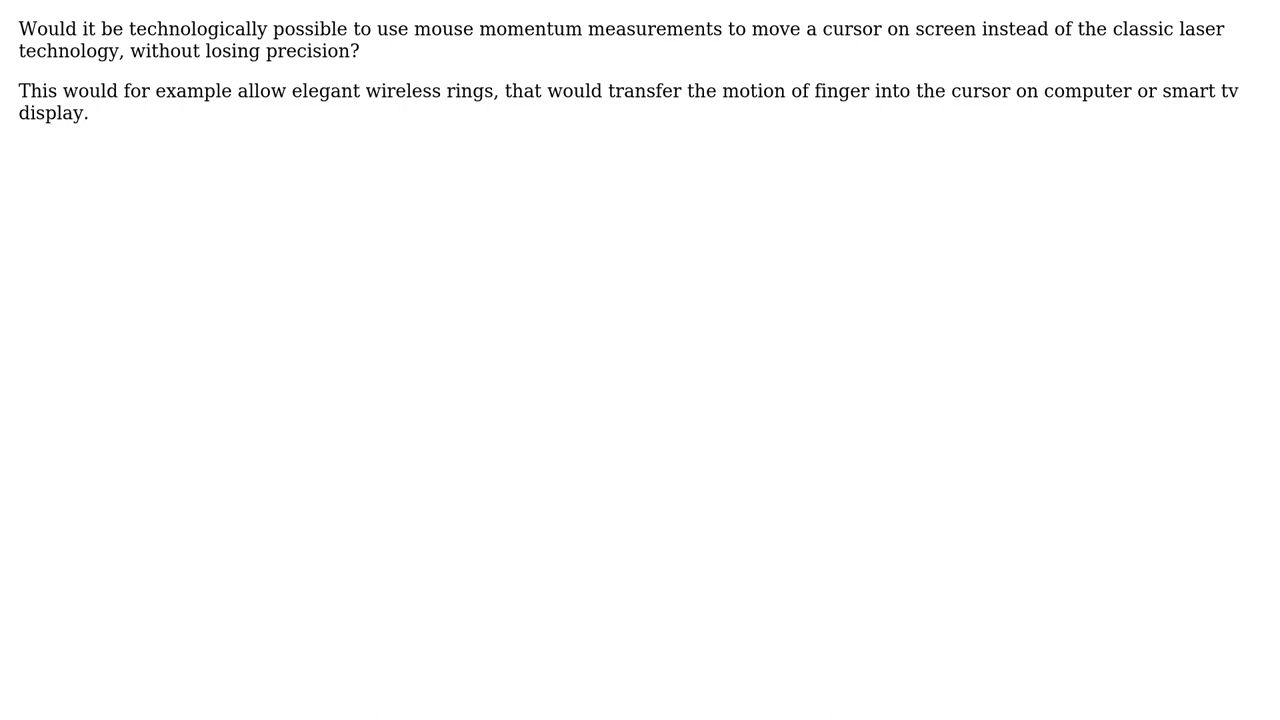 Would it be technologically possible to use mouse momentum measurements to move a cursor on screen instead of the classic laser
technology, without losing precision?
This would for example allow elegant wireless rings, that would transfer the motion of finger into the cursor on computer or smart tv
display.